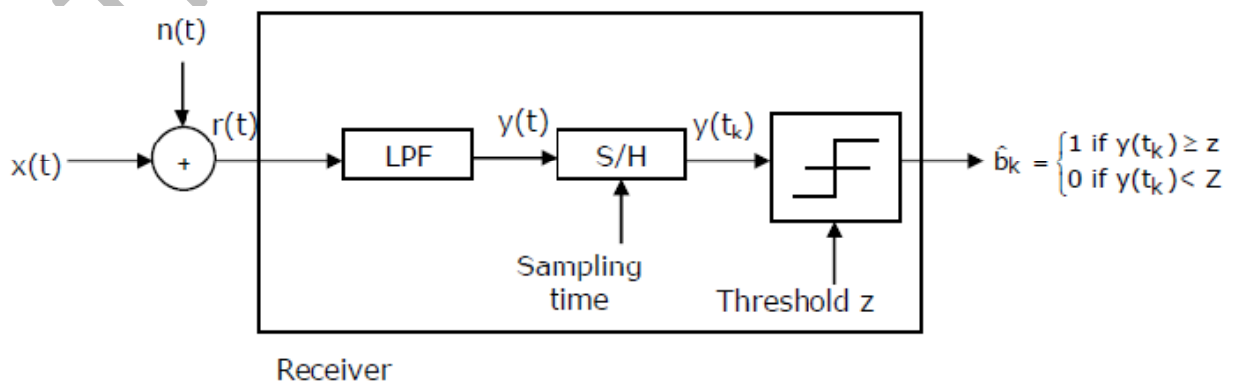 n(t)
x(t)
+
r(t)
LPF
y(t)
S/H
y(tₖ)
b̂ₖ = {1 if y(tₖ) ≥ z
{0 if y(tₖ) < Z
Sampling
time
Threshold z
Receiver